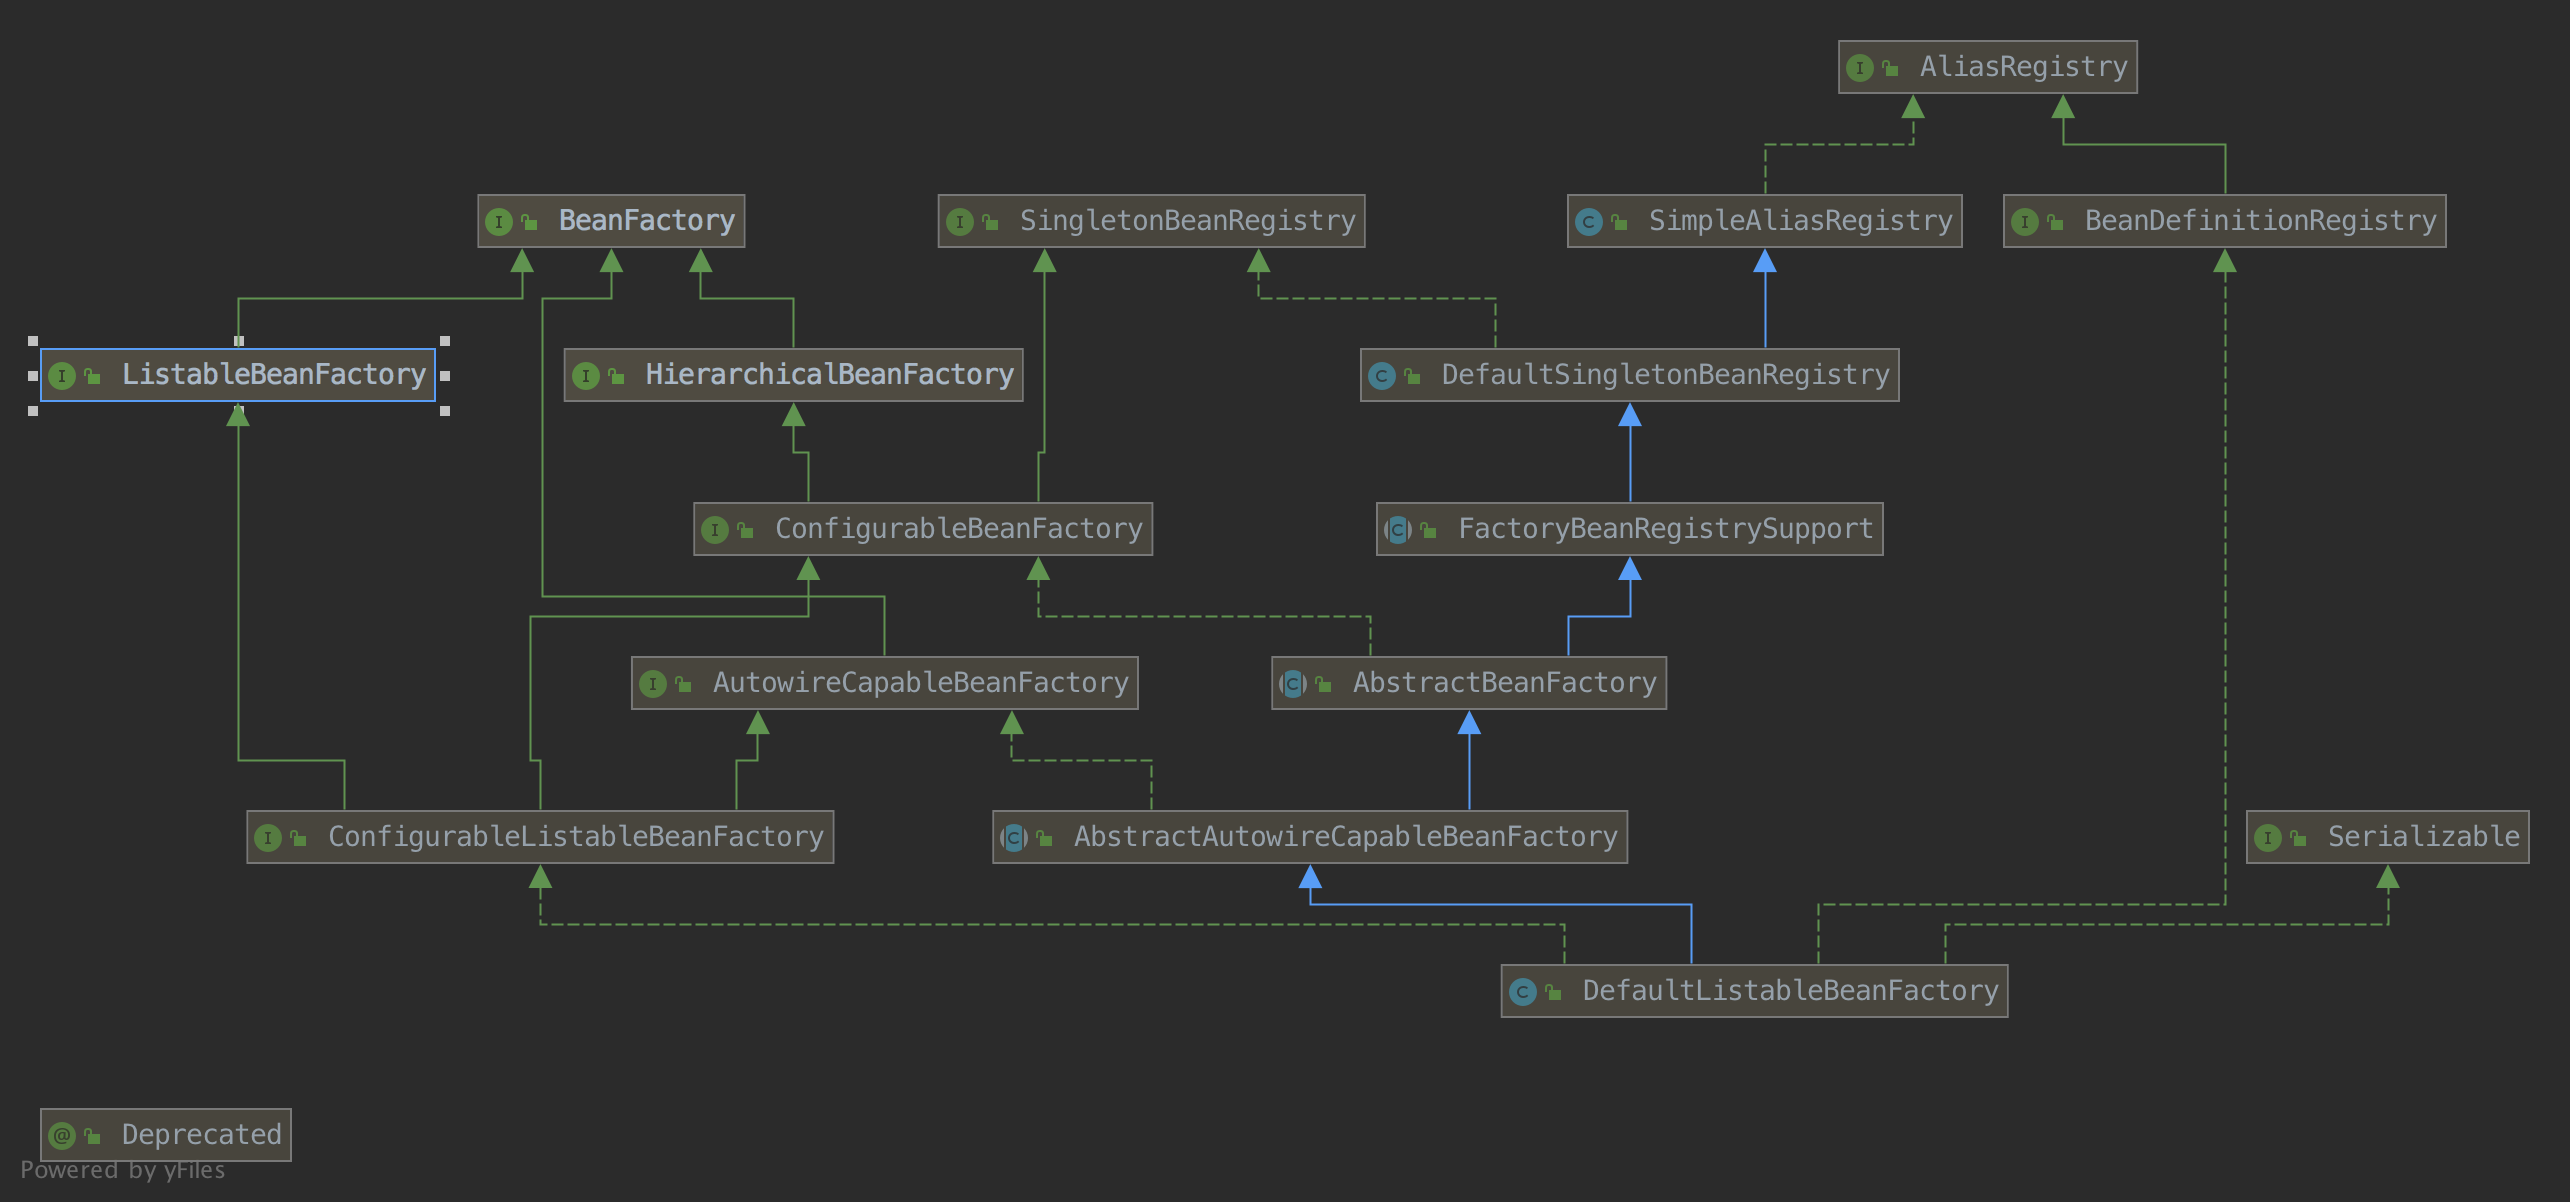 AliasRegistry
BeanFactory
SingletonBeanRegistry
SimpleAliasRegistry
BeanDefinitionRegistry
ListableBeanFactory
HierarchicalBeanFactory
DefaultSingletonBeanRegistry
ConfigurableBeanFactory
FactoryBeanRegistrySupport
AutowireCapableBeanFactory
AbstractBeanFactory
ConfigurableListableBeanFactory
AbstractAutowireCapableBeanFactory
Serializable
DefaultListableBeanFactory
Deprecated
Powered by yFiles